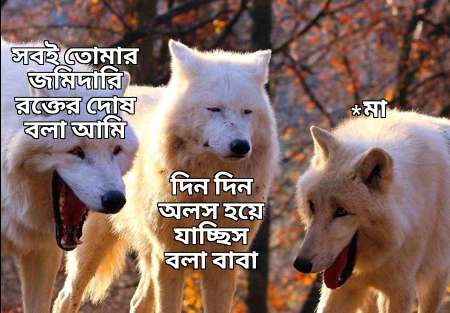 সবই তোমার
জমিদারি
রক্তের দোষ
বলা আমি
*মা
দিন দিন
অলস হয়ে
যাচ্ছিস
বলা বাবা